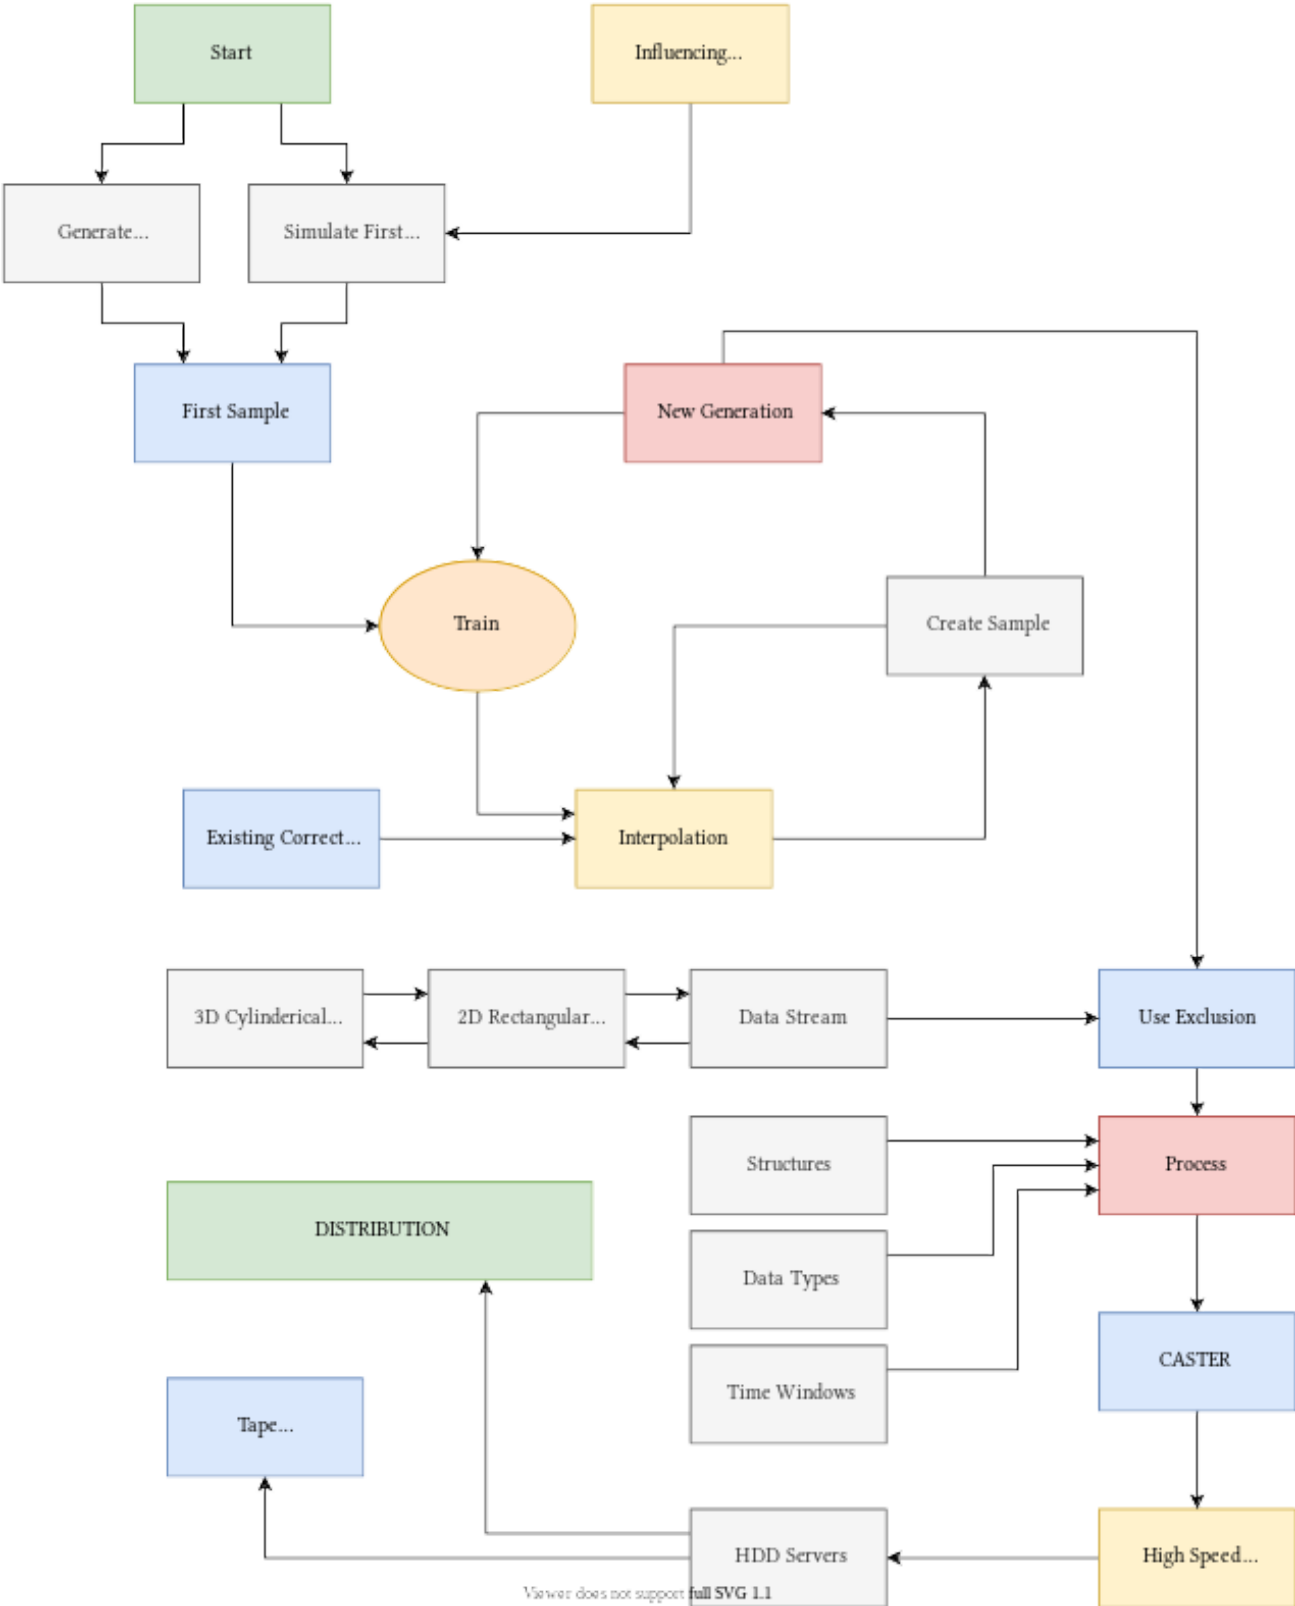 Start
Influencing...
Generate...
Simulate First...
First Sample
New Generation
Train
Create Sample
Existing Correct...
Interpolation
3D Cylinderical...
2D Rectangular...
Data Stream
Use Exclusion
Structures
Process
DISTRIBUTION
Data Types
CASTER
Time Windows
Tape...
HDD Servers
High Speed...
Viewer does not support full SVG 1.1